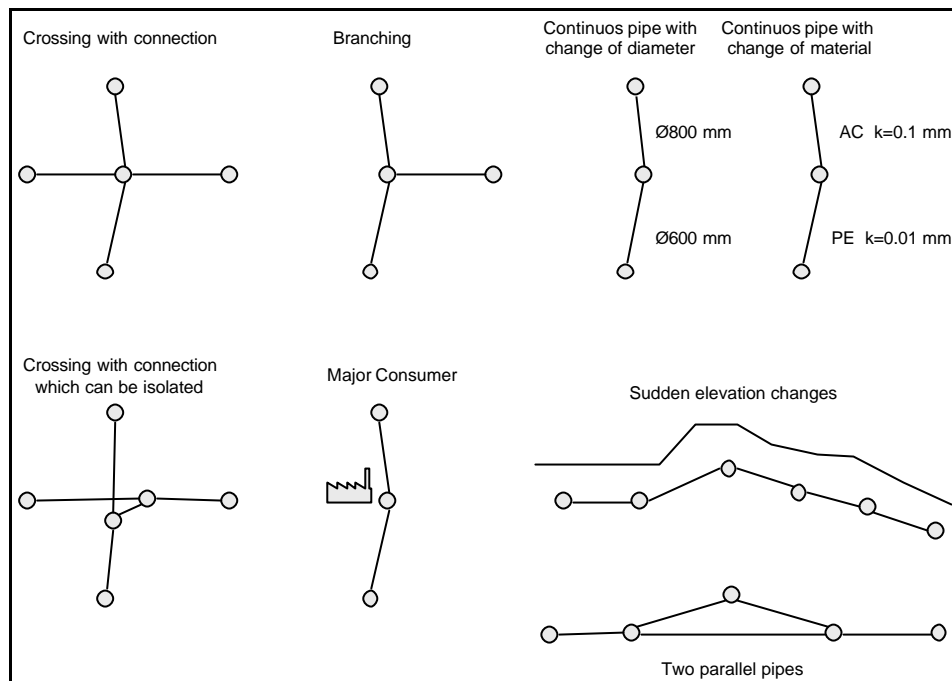 Crossing with connection
Branching
Continuos pipe with
change of diameter
Continuos pipe with
change of material
Ø800 mm
AC k=0.1 mm
Ø600 mm
PE k=0.01 mm
Crossing with connection
which can be isolated
Major Consumer
Sudden elevation changes
Two parallel pipes